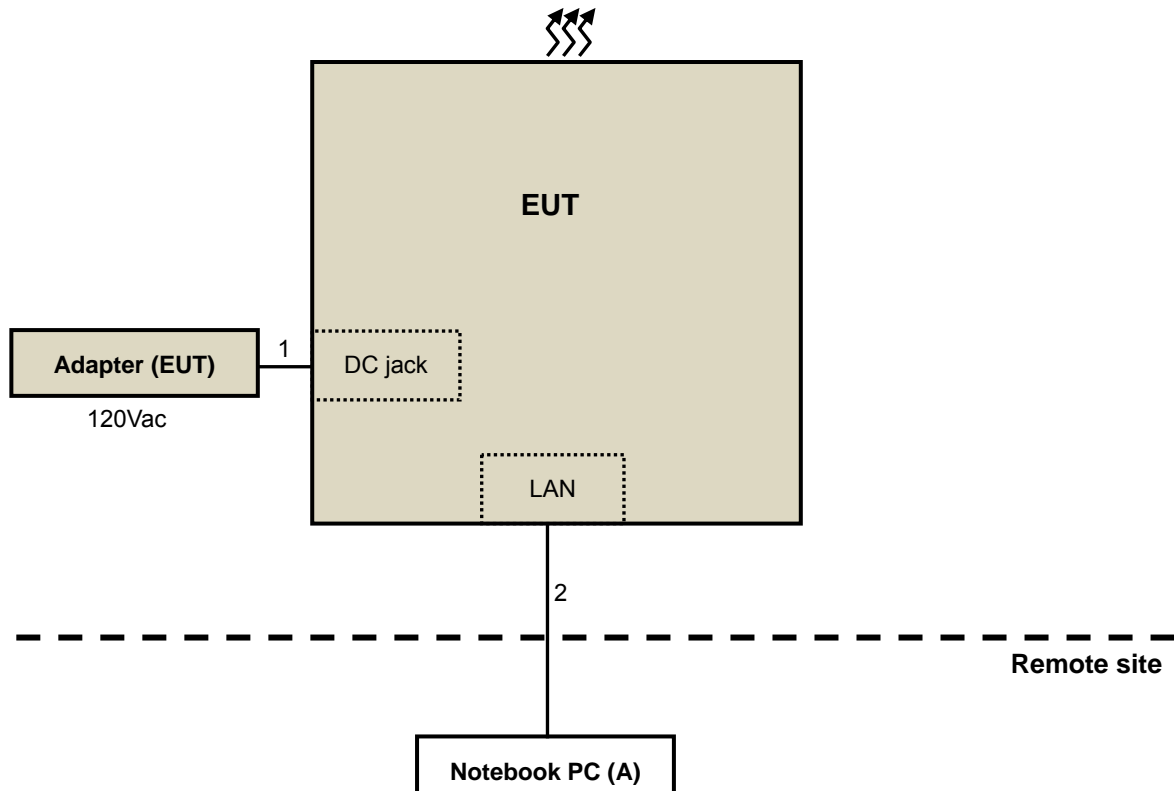 EUT
Adapter (EUT)
1
DC jack
120Vac
LAN
2
Remote site
Notebook PC (A)